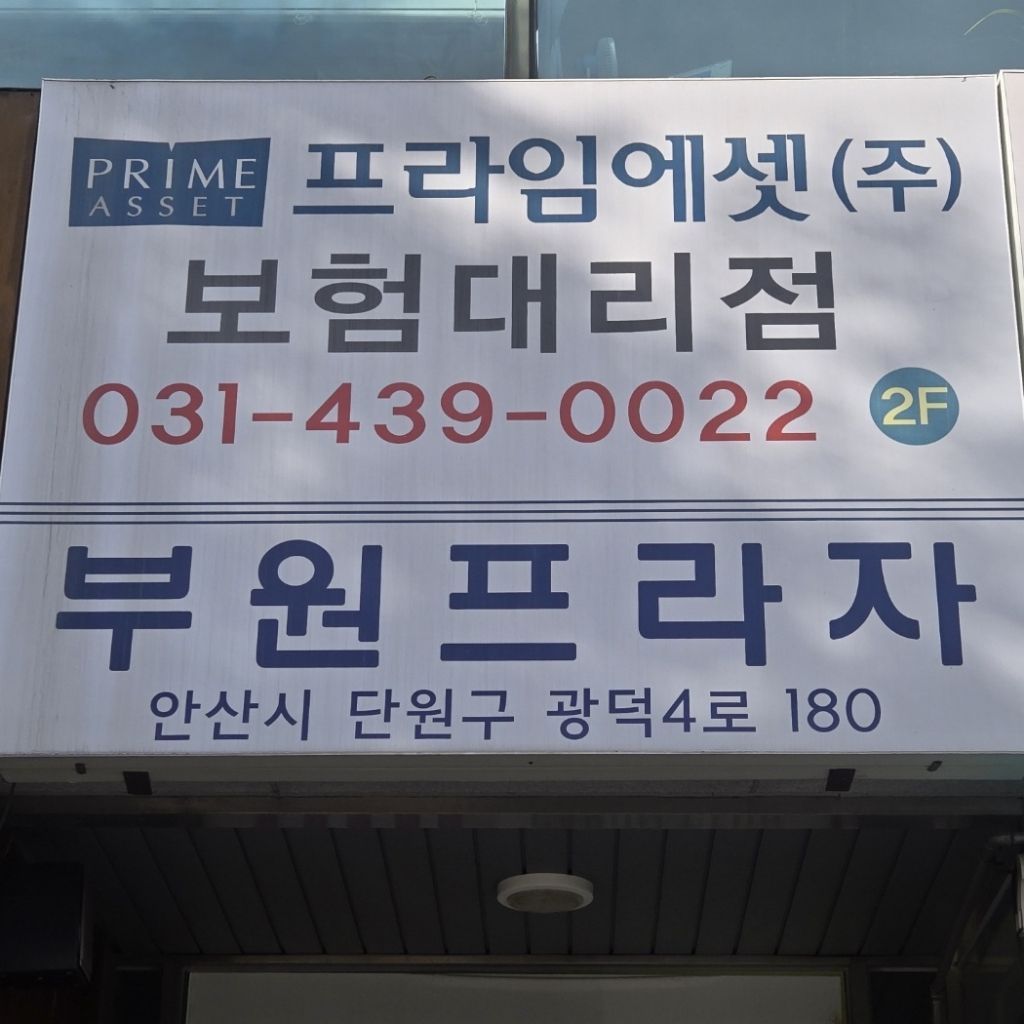 PRIME ASSET 프라임에셋(주)
보험대리점
031-439-0022 2F
부원프라자
안산시 단원구 광덕4로 180